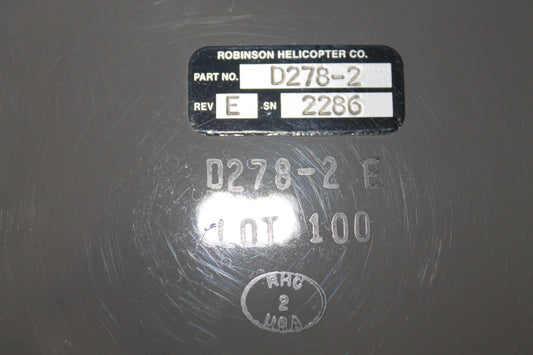 ROBINSON HELICOPTER CO.
PART NO. D278-2
REV E SN 2286
D278-2 E
LOT 100
RHC
2
USA